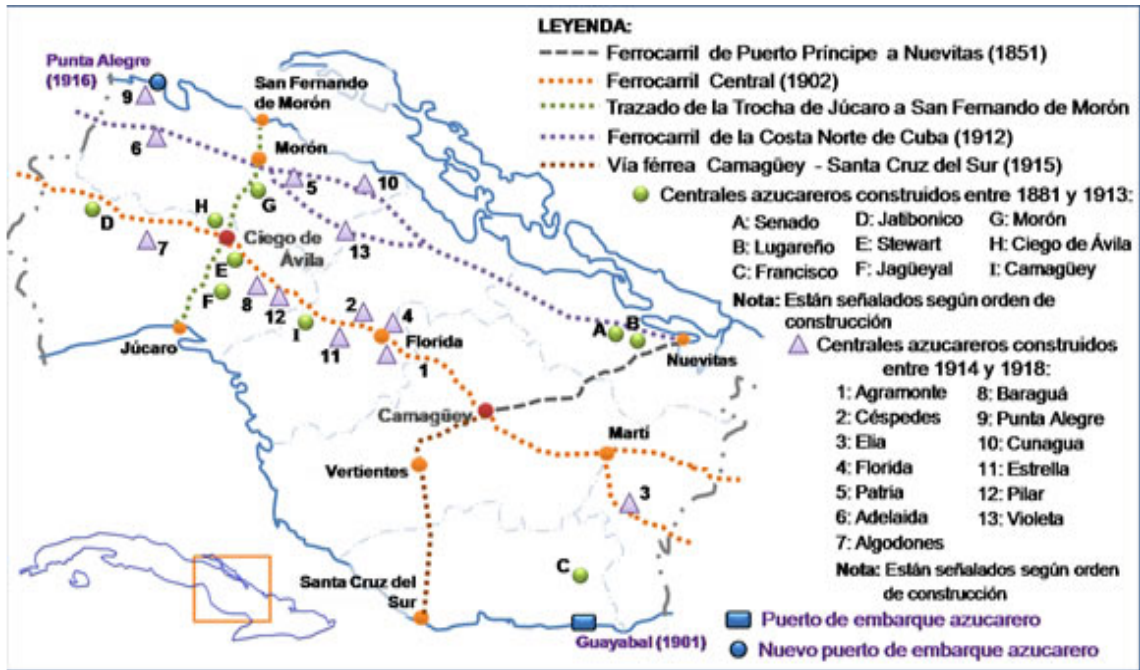 LEYENDA:
Ferrocarril de Puerto Príncipe a Nuevitas (1851)
Ferrocarril Central (1902)
Trazado de la Trocha de Júcaro a San Fernando de Morón
Ferrocarril de la Costa Norte de Cuba (1912)
Vía férrea Camagüey - Santa Cruz del Sur (1915)
Centrales azucareros construidos entre 1881 y 1913:
A: Senado
B: Lugareño
C: Francisco
D: Jatibonico
E: Stewart
F: Jagüeyal
G: Morón
H: Ciego de Ávila
I: Camagüey
Nota: Están señalados según orden de
construcción
Centrales azucareros construidos
entre 1914 y 1918:
1: Agramonte
2: Céspedes
3: Elia
4: Florida
5: Patria
6: Adelaida
7: Algodones
8: Baraguá
9: Punta Alegre
10: Cunagua
11: Estrella
12: Pilar
13: Violeta
Nota: Están señalados según orden
de construcción
Puerto de embarque azucarero
Nuevo puerto de embarque azucarero
Punta Alegre
(1916)
9
San Fernando
de Morón
6
Morón
5
10
G
D
H
Ciego de
Ávila
7
13
E
F
8
12
2
4
I
11
Florida
1
Júcaro
A
B
Nuevitas
Camagüey
Martí
Vertientes
3
C
Santa Cruz del
Sur
Guayabal (1901)